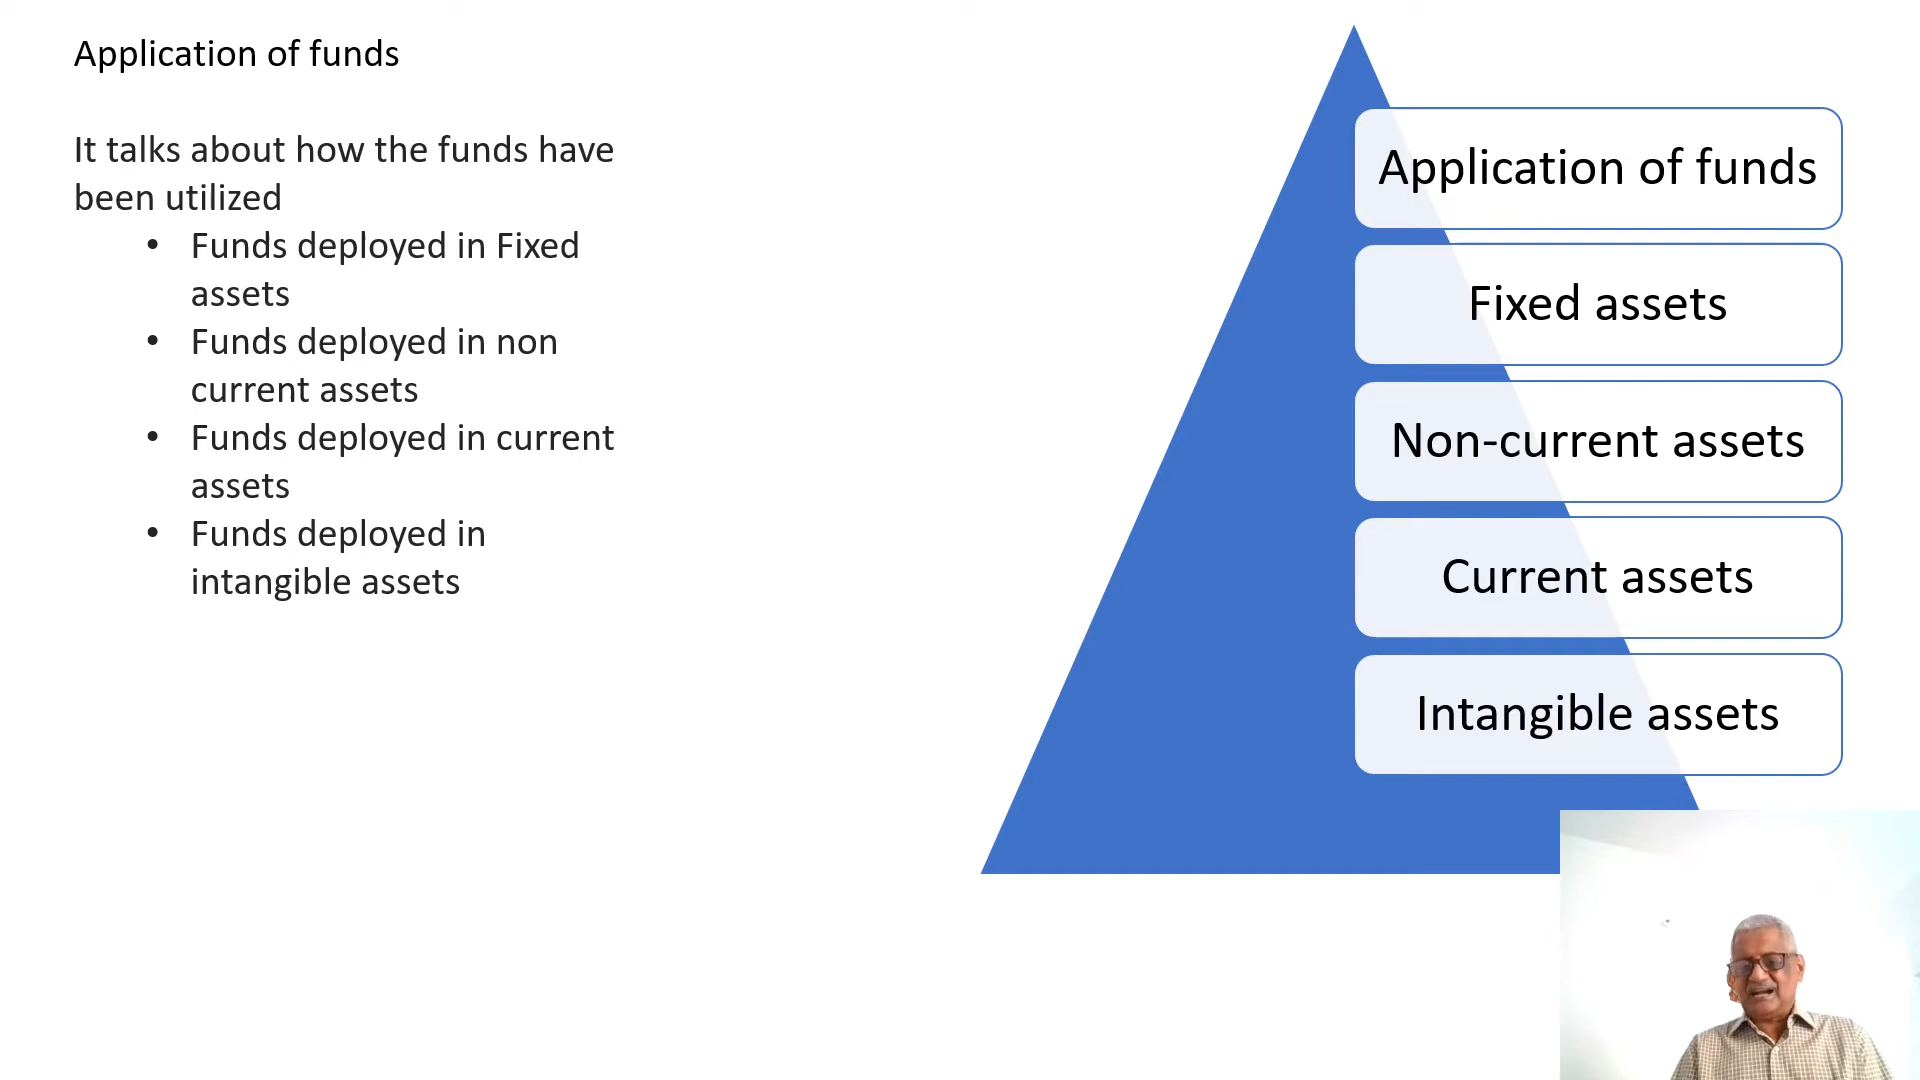 Application of funds
It talks about how the funds have
been utilized
• Funds deployed in Fixed
assets
• Funds deployed in non
current assets
• Funds deployed in current
assets
• Funds deployed in
intangible assets
Application of funds
Fixed assets
Non-current assets
Current assets
Intangible assets